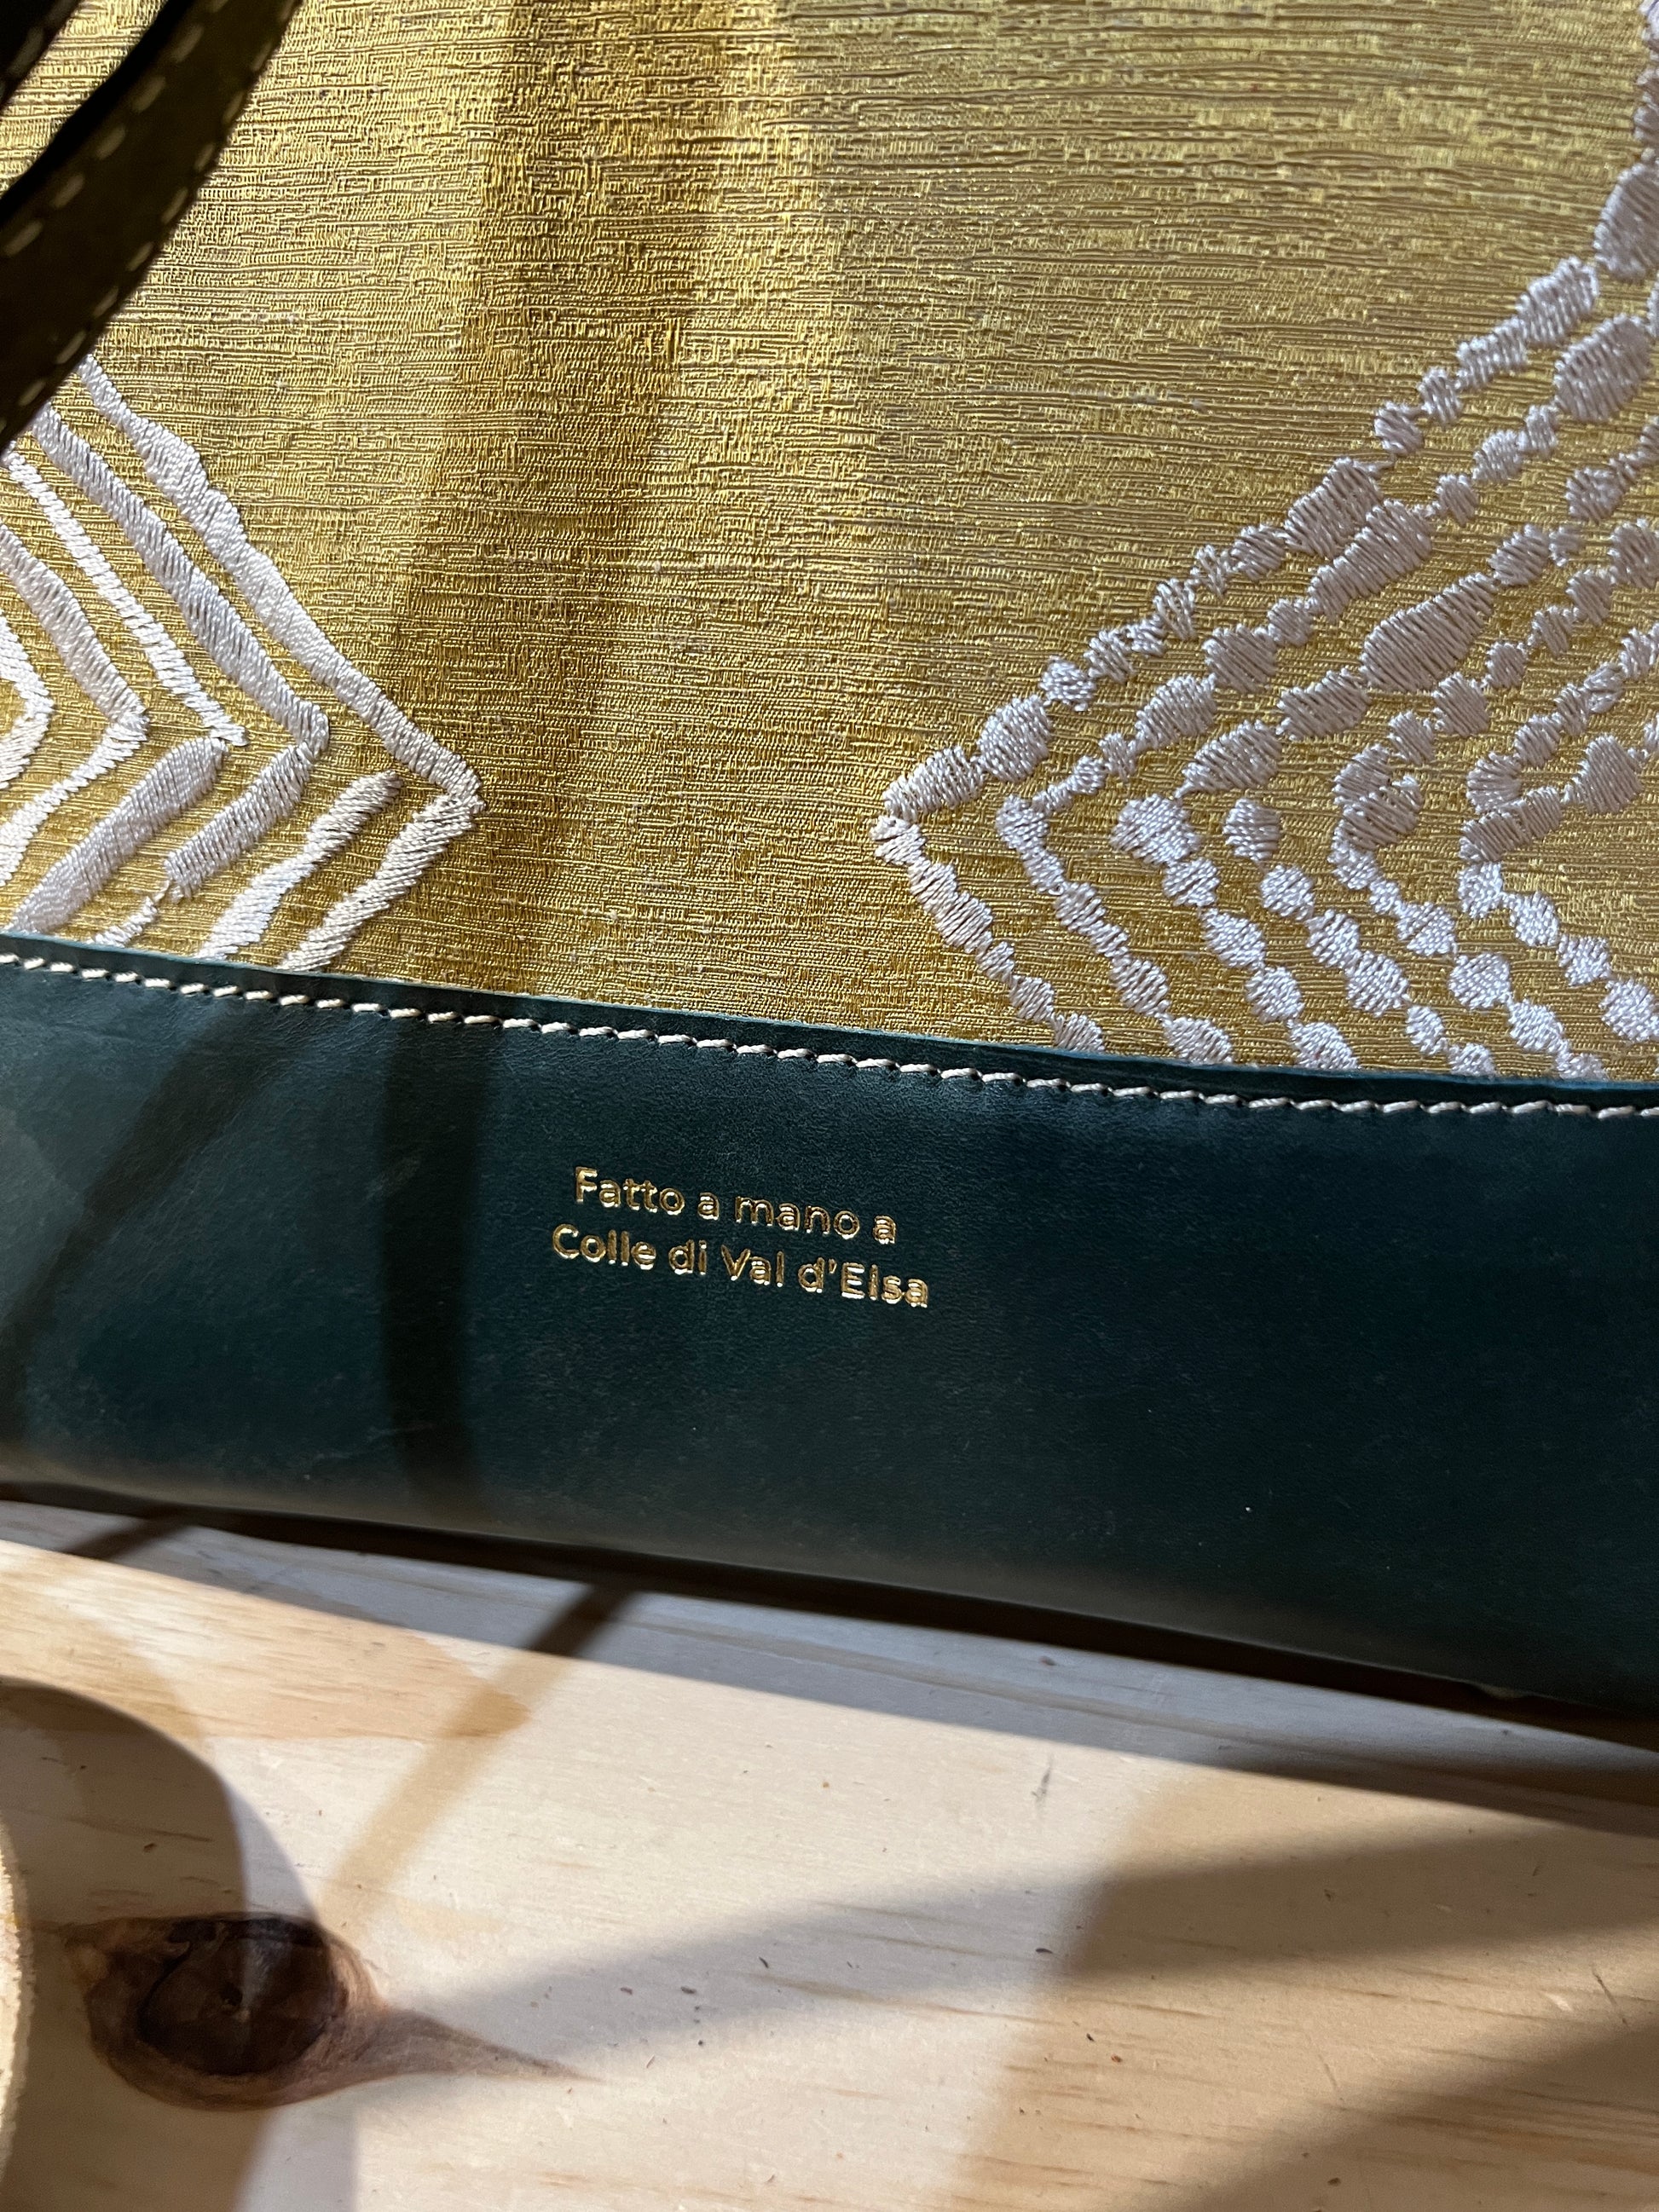 Fatto a mano a
Colle di Val d'Elsa